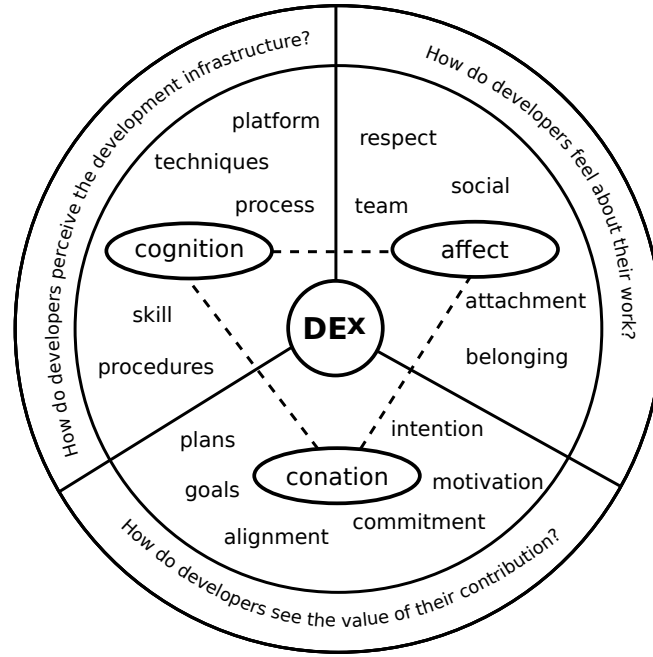 How do developers perceive the development infrastructure?
platform
techniques
process
cognition
skill
procedures
How do developers feel about their work?
respect
social
team
affect
attachment
belonging
DEx
intention
plans
conation
motivation
goals
commitment
alignment
How do developers see the value of their contribution?